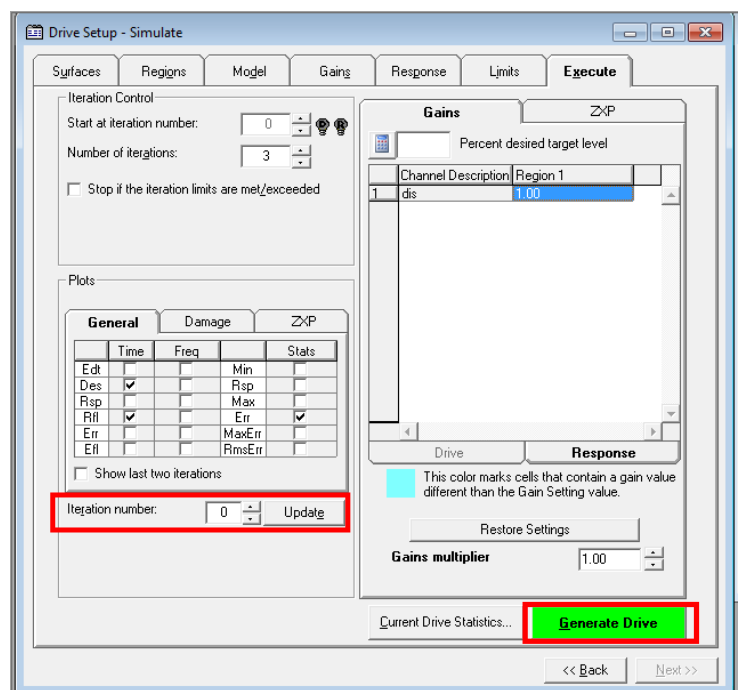 Drive Setup - Simulate
Surfaces Regions Model Gains Response Limits Execute
Iteration Control
Start at iteration number: 0
Number of iterations: 3
Stop if the iteration limits are met/exceeded
Plots
General Damage ZXP
Time Freq Stats
Edt Min
Des Rsp
Rsp Max
Rfl Err
Err MaxErr
Efl RmsErr
Show last two iterations
Iteration number: 0 Update
Gains ZXP
Percent desired target level
Channel Description Region 1
1 dis 1.00
Drive Response
This color marks cells that contain a gain value
different than the Gain Setting value.
Restore Settings
Gains multiplier 1.00
Current Drive Statistics... Generate Drive
<< Back Next >>